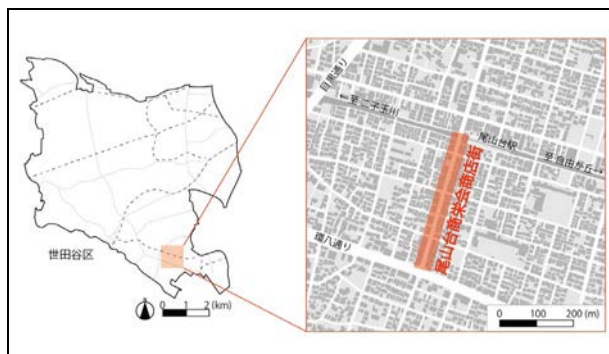 世田谷区
0 1 2 (km)
目黒通り
←至 二子玉川
尾山台駅
至 自由が丘→
尾山台商栄会商店街
環八通り
0 100 200 (m)